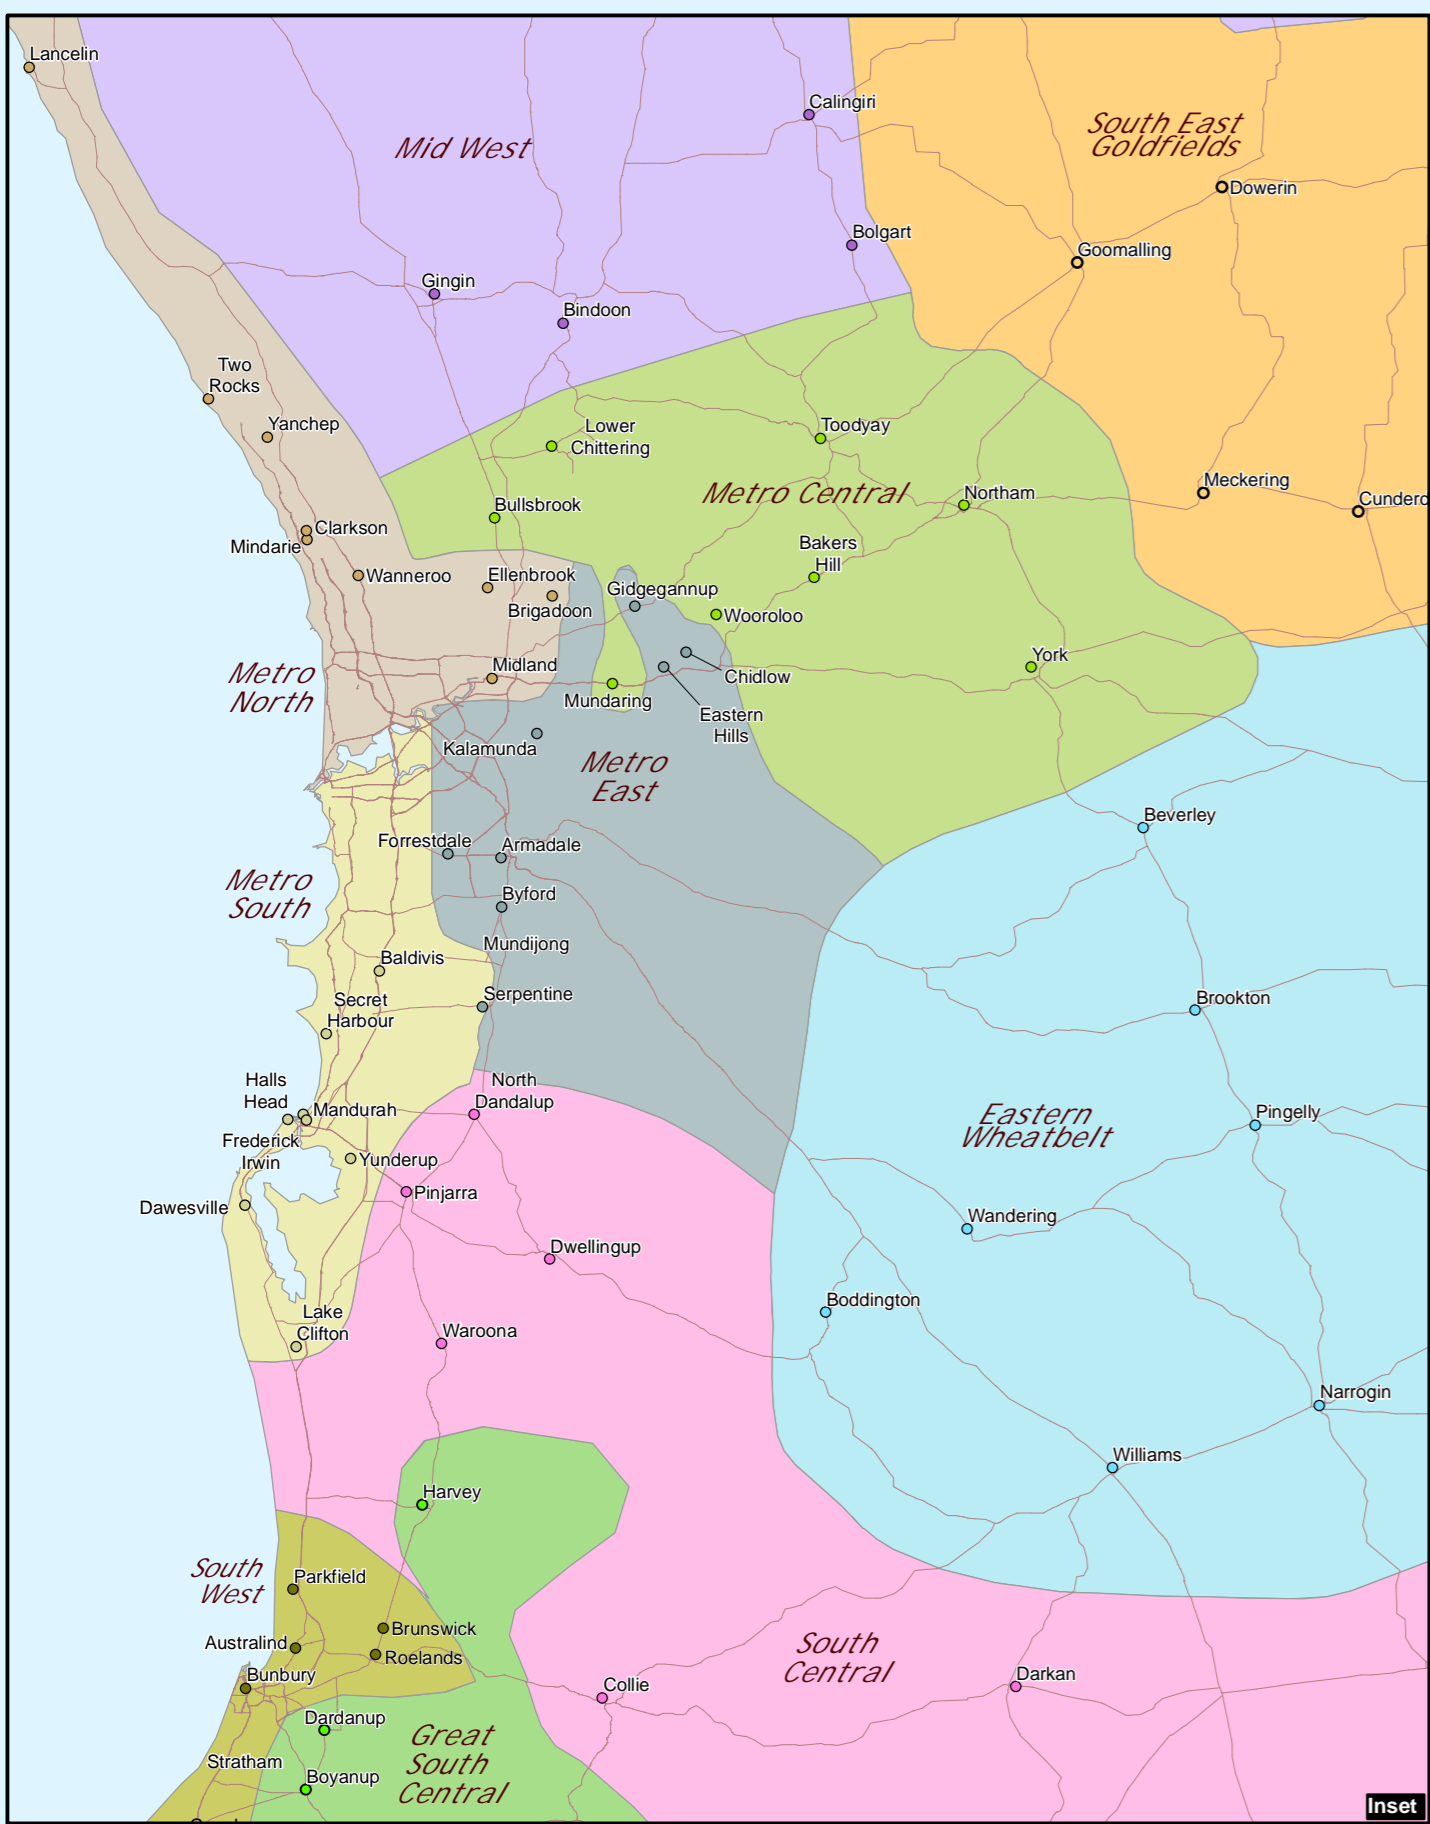 Lancelin
Calingiri
Mid West
South East
Goldfields
Dowerin
Bolgart
Goomalling
Gingin
Bindoon
Two
Rocks
Yanchep
Lower
Chittering
Toodyay
Metro Central
Meckering
Northam
Cunderd
Bullsbrook
Clarkson
Mindarie
Bakers
Hill
Wanneroo
Ellenbrook
Brigadoon
Gidgegannup
Wooroloo
Metro
North
Midland
York
Chidlow
Mundaring
Eastern
Hills
Kalamunda
Metro
East
Beverley
Forrestdale
Armadale
Metro
South
Byford
Mundijong
Baldivis
Serpentine
Brookton
Secret
Harbour
Halls
Head
Mandurah
North
Dandalup
Eastern
Wheatbelt
Pingelly
Frederick
Irwin
Yunderup
Pinjarra
Dawesville
Wandering
Dwellingup
Boddington
Lake
Clifton
Waroona
Narrogin
Williams
Harvey
South
West
Parkfield
Brunswick
Australind
Roelands
South
Central
Bunbury
Collie
Darkan
Dardanup
Great
South
Central
Stratham
Boyanup
Inset